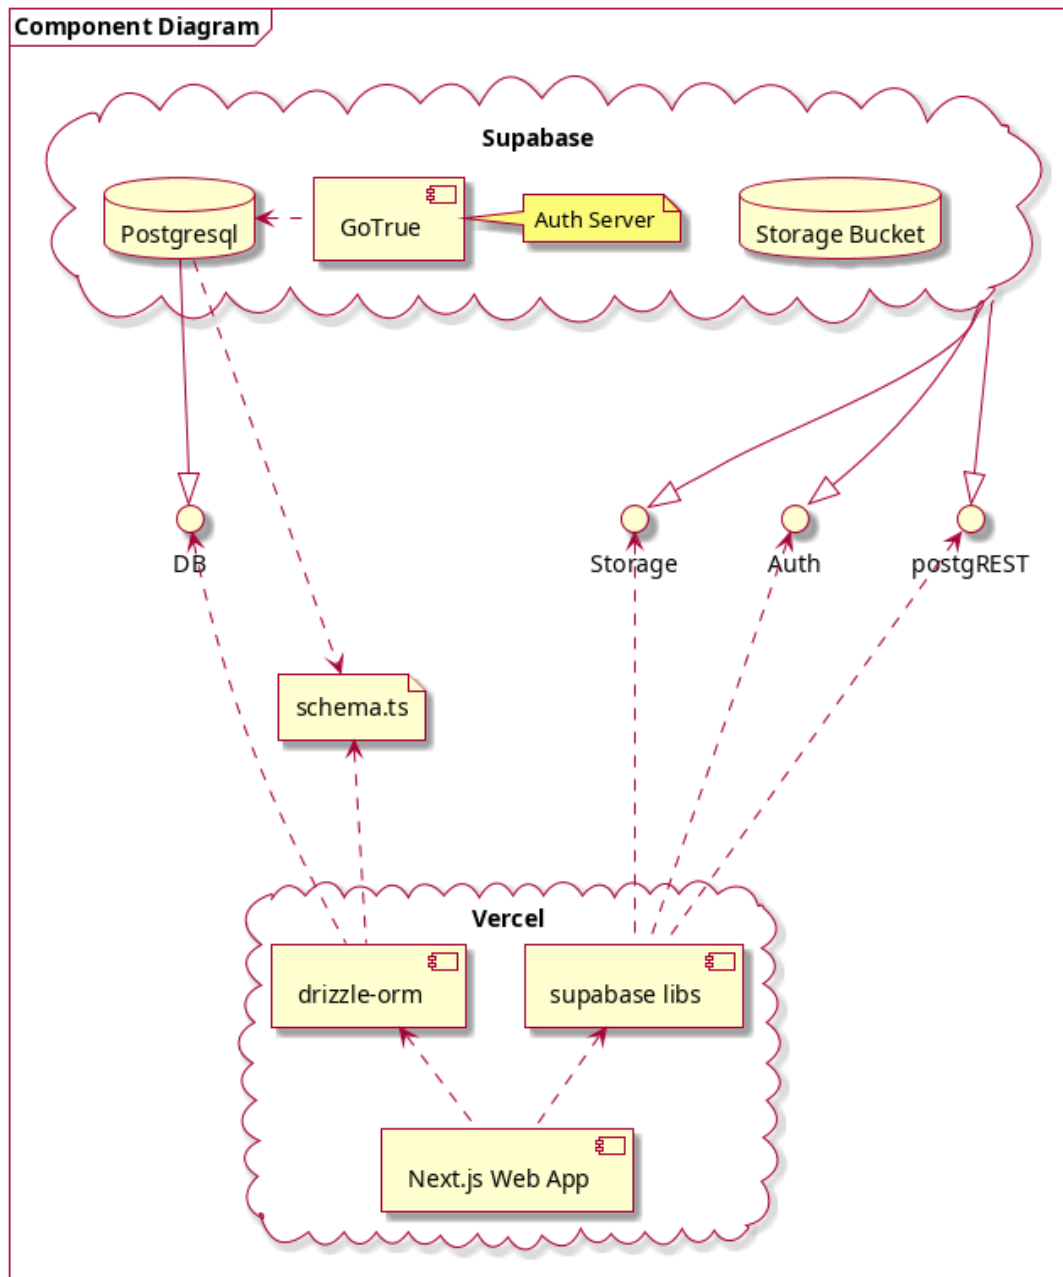 Component Diagram
Supabase
Postgresql
GoTrue
Auth Server
Storage Bucket
DB
Storage
Auth
postgREST
schema.ts
Vercel
drizzle-orm
supabase libs
Next.js Web App